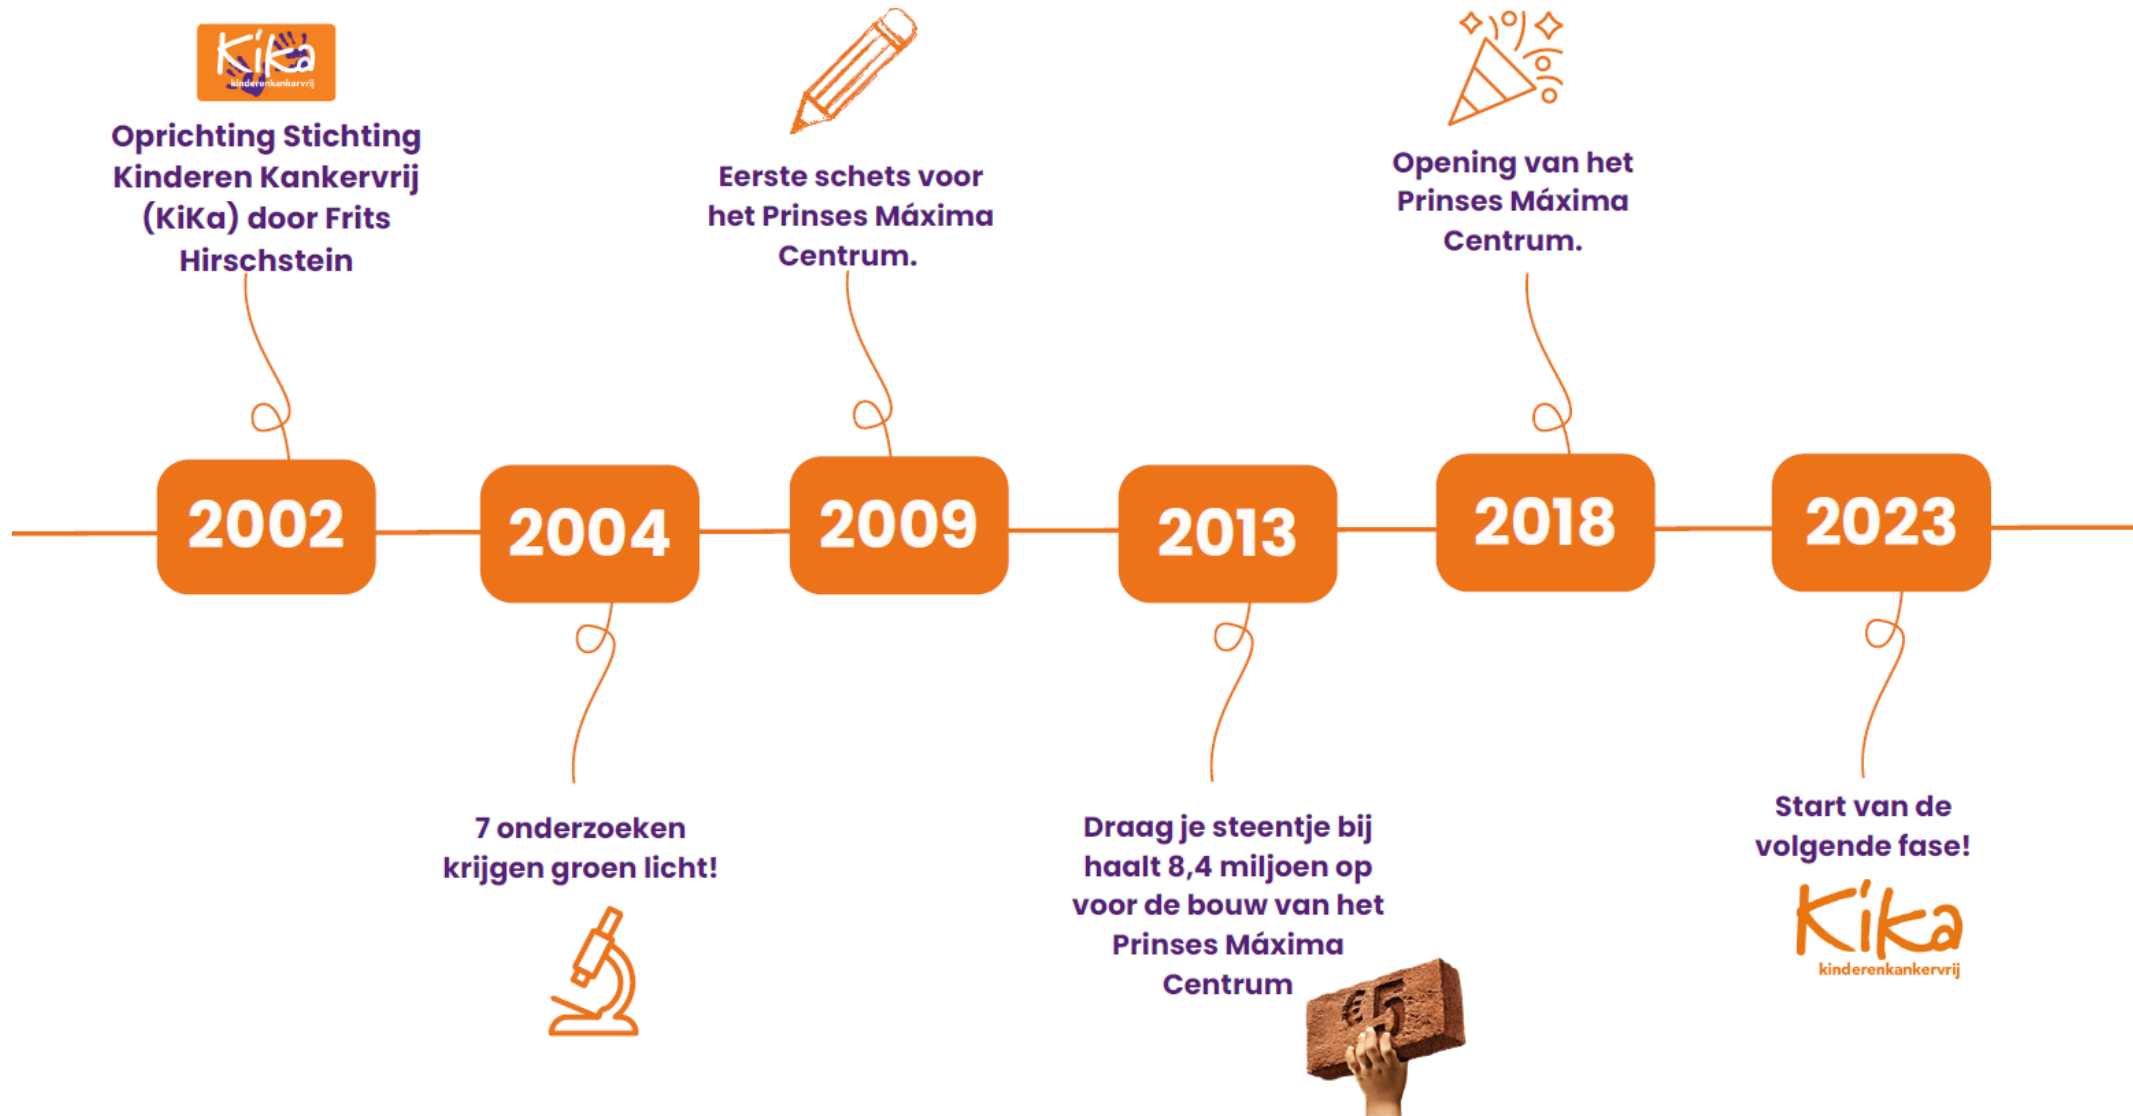 Kika
kinderenkankervrij
Oprichting Stichting
Kinderen Kankervrij
(KiKa) door Frits
Hirschstein
Eerste schets voor
het Prinses Máxima
Centrum.
Opening van het
Prinses Máxima
Centrum.
2002
2004
2009
2013
2018
2023
7 onderzoeken
krijgen groen licht!
Draag je steentje bij
haalt 8,4 miljoen op
voor de bouw van het
Prinses Máxima
Centrum
€5
Start van de
volgende fase!
Kika
kinderenkankervrij